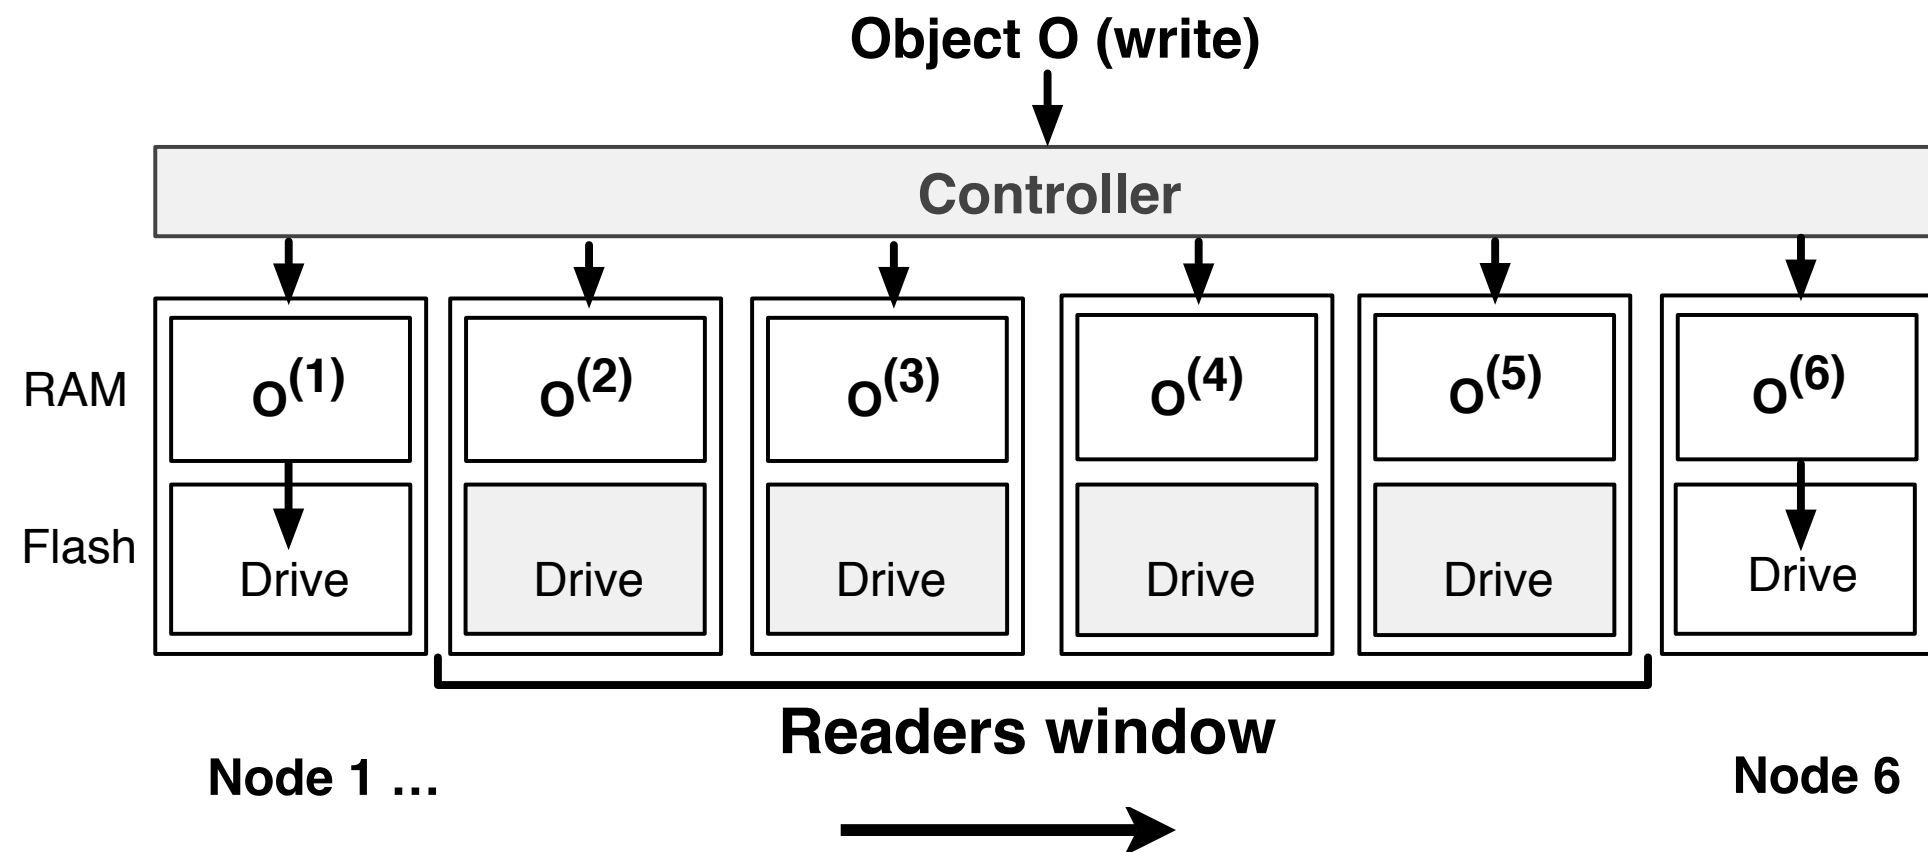 Object O (write)
Controller
RAM
O(1) O(2) O(3) O(4) O(5) O(6)
Flash
Drive Drive Drive Drive Drive Drive
Readers window
Node 1 ... Node 6